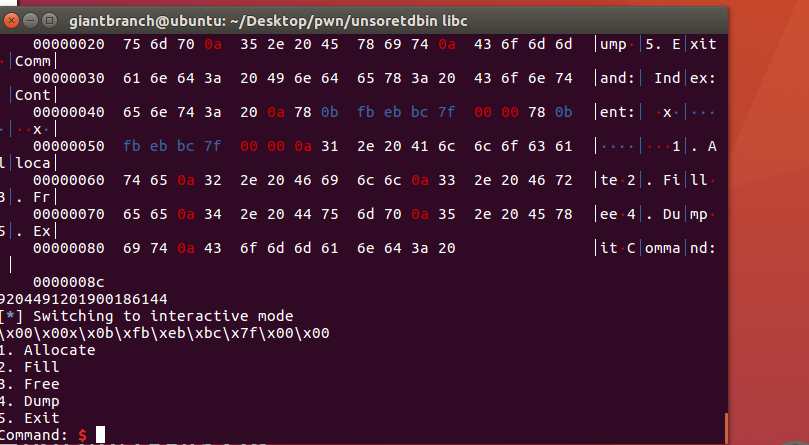 giantbranch@ubuntu: ~/Desktop/pwn/unsoretdbin libc
00000020 75 6d 70 0a 35 2e 20 45 78 69 74 0a 43 6f 6d 6d │ump·│5. E│xit
·│Comm│
00000030 61 6e 64 3a 20 49 6e 64 65 78 3a 20 43 6f 6e 74 │and:│ Ind│ex:
│Cont│
00000040 65 6e 74 3a 20 0a 78 0b fb eb bc 7f 00 00 78 0b │ent:│ ·x·│····
│··x·│
00000050 fb eb bc 7f 00 00 0a 31 2e 20 41 6c 6c 6f 63 61 │····│···1│. A
l│loca│
00000060 74 65 0a 32 2e 20 46 69 6c 6c 0a 33 2e 20 46 72 │te·2│. Fi│ll·
3│. Fr│
00000070 65 65 0a 34 2e 20 44 75 6d 70 0a 35 2e 20 45 78 │ee·4│. Du│mp·
5│. Ex│
00000080 69 74 0a 43 6f 6d 6d 61 6e 64 3a 20 │it·C│omma│nd:
│
0000008c
9204491201900186144
[*] Switching to interactive mode
\x00\x00x\x0b\xfb\xeb\xbc\x7f\x00\x00
1. Allocate
2. Fill
3. Free
4. Dump
5. Exit
Command: $